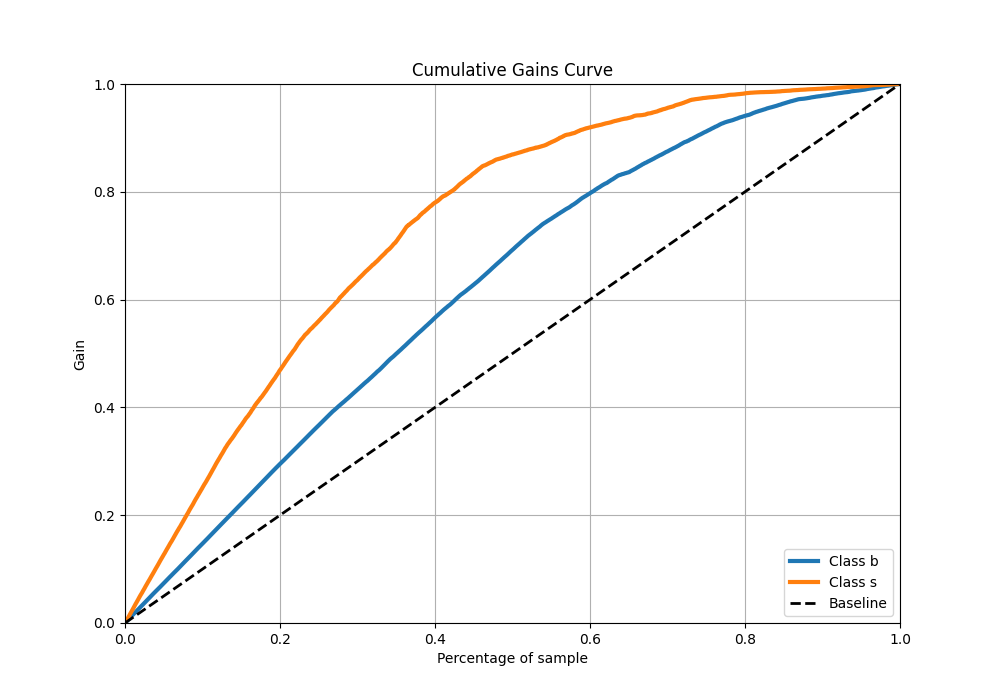 Cumulative Gains Curve
1.0
0.8
0.6
0.4
0.2
0.0
Gain
0.0 0.2 0.4 0.6 0.8 1.0
Percentage of sample
Class b
Class s
Baseline